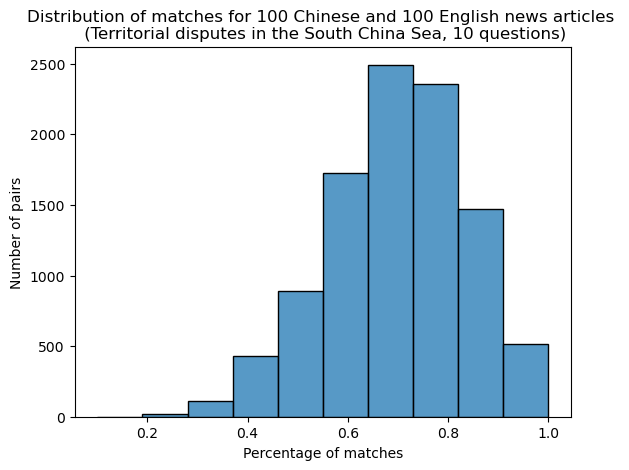 Distribution of matches for 100 Chinese and 100 English news articles
(Territorial disputes in the South China Sea, 10 questions)
Number of pairs
2500
2000
1500
1000
500
0
0.2 0.4 0.6 0.8 1.0
Percentage of matches